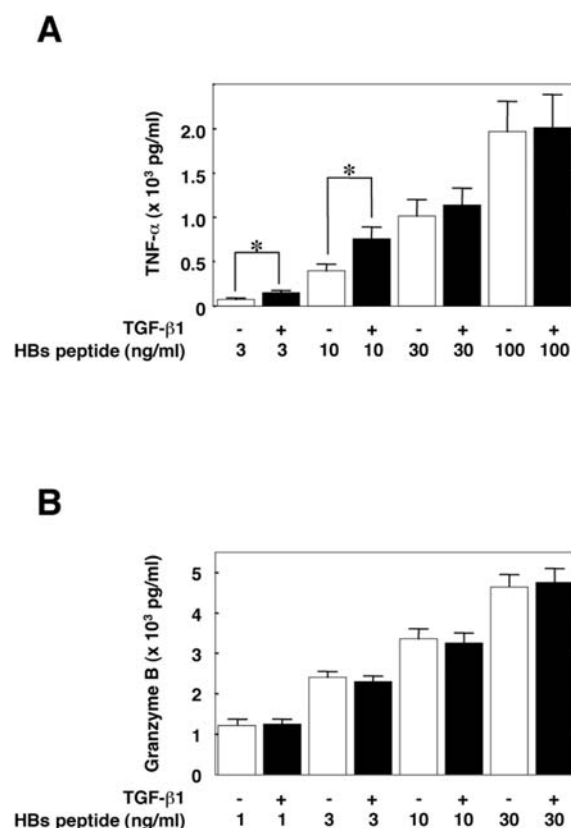 A
TNF-α (x 10³ pg/ml)
2.0
1.5
1.0
0.5
0
*
*
TGF-β1 - + - + - + - +
HBs peptide (ng/ml) 3 3 10 10 30 30 100 100
B
Granzyme B (x 10³ pg/ml)
5
4
3
2
1
0
TGF-β1 - + - + - + - +
HBs peptide (ng/ml) 1 1 3 3 10 10 30 30